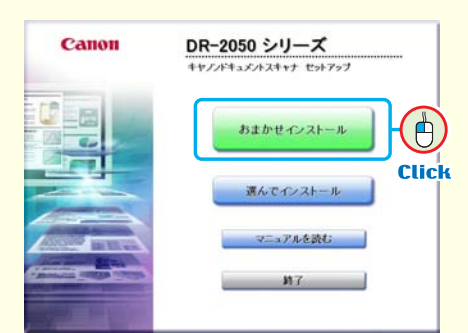 Canon
DR-2050 シリーズ
キヤノンドキュメントスキャナ セットアップ
おまかせインストール
Click
選んでインストール
マニュアルを読む
終了